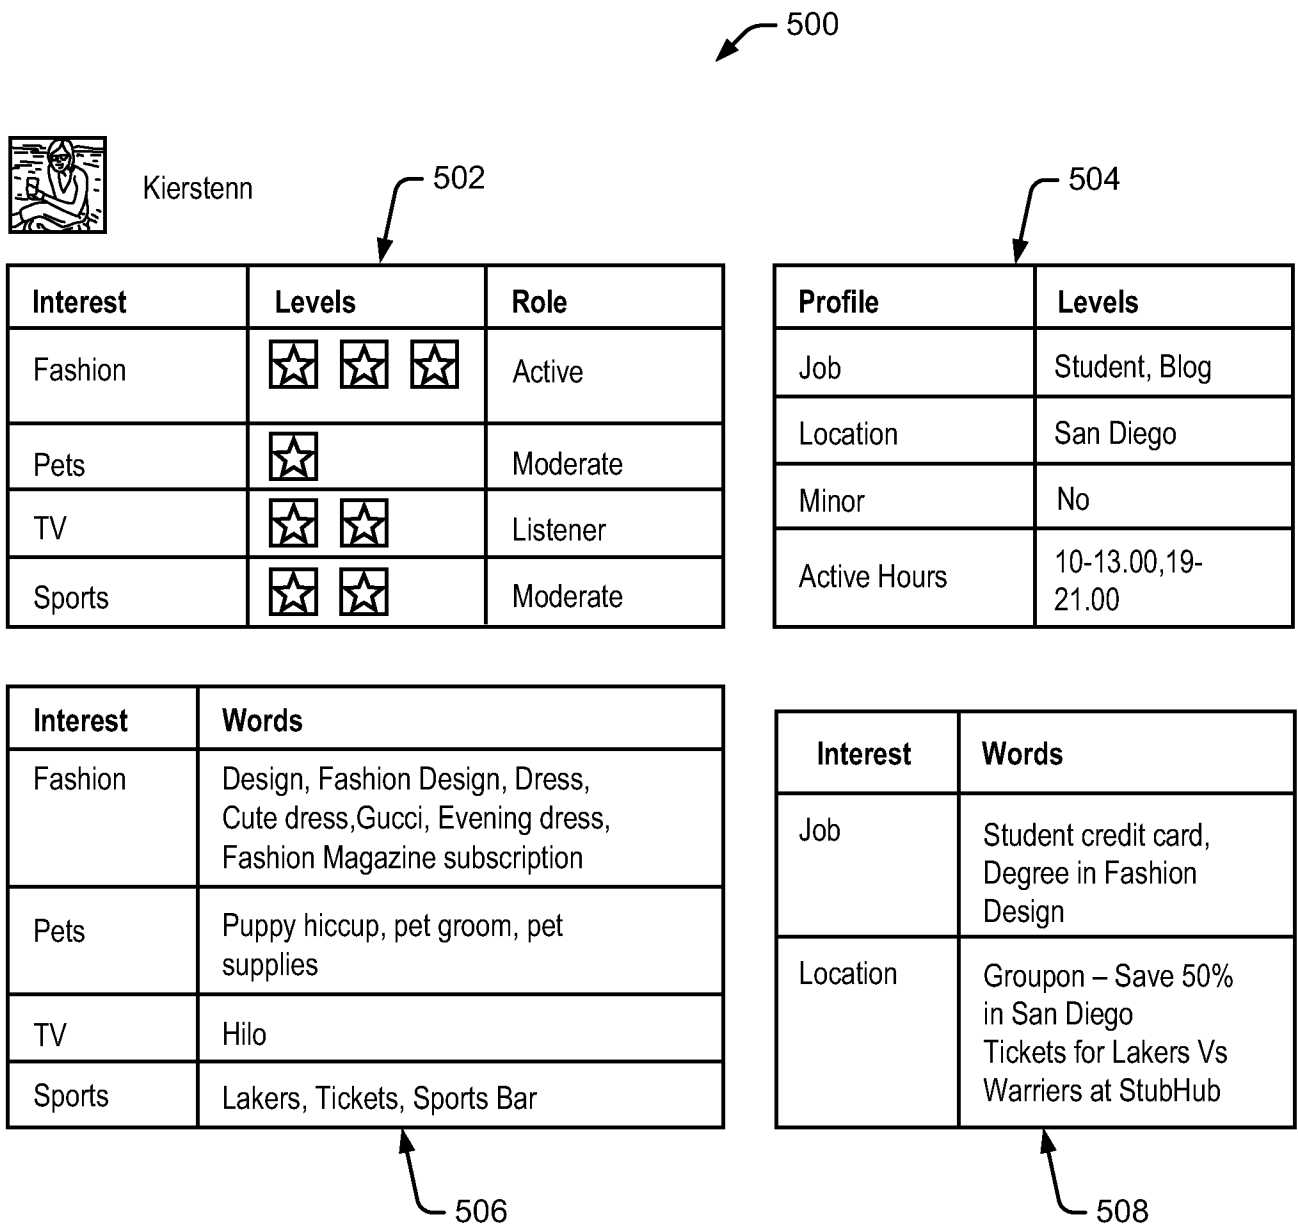 500
Kierstenn
502
504
Interest Levels Role
Fashion Active
Pets Moderate
TV Listener
Sports Moderate
Profile Levels
Job Student, Blog
Location San Diego
Minor No
Active Hours 10-13.00,19-
21.00
Interest Words
Fashion Design, Fashion Design, Dress,
Cute dress,Gucci, Evening dress,
Fashion Magazine subscription
Pets Puppy hiccup, pet groom, pet
supplies
TV Hilo
Sports Lakers, Tickets, Sports Bar
Interest Words
Job Student credit card,
Degree in Fashion
Design
Location Groupon – Save 50%
in San Diego
Tickets for Lakers Vs
Warriers at StubHub
506
508